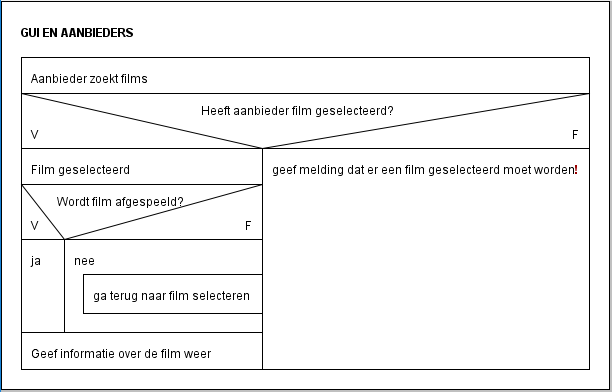 GUI EN AANBIEDERS
Aanbieder zoekt films
Heeft aanbieder film geselecteerd?
V
F
Film geselecteerd
geef melding dat er een film geselecteerd moet worden!
Wordt film afgespeeld?
V
F
ja
nee
ga terug naar film selecteren
Geef informatie over de film weer